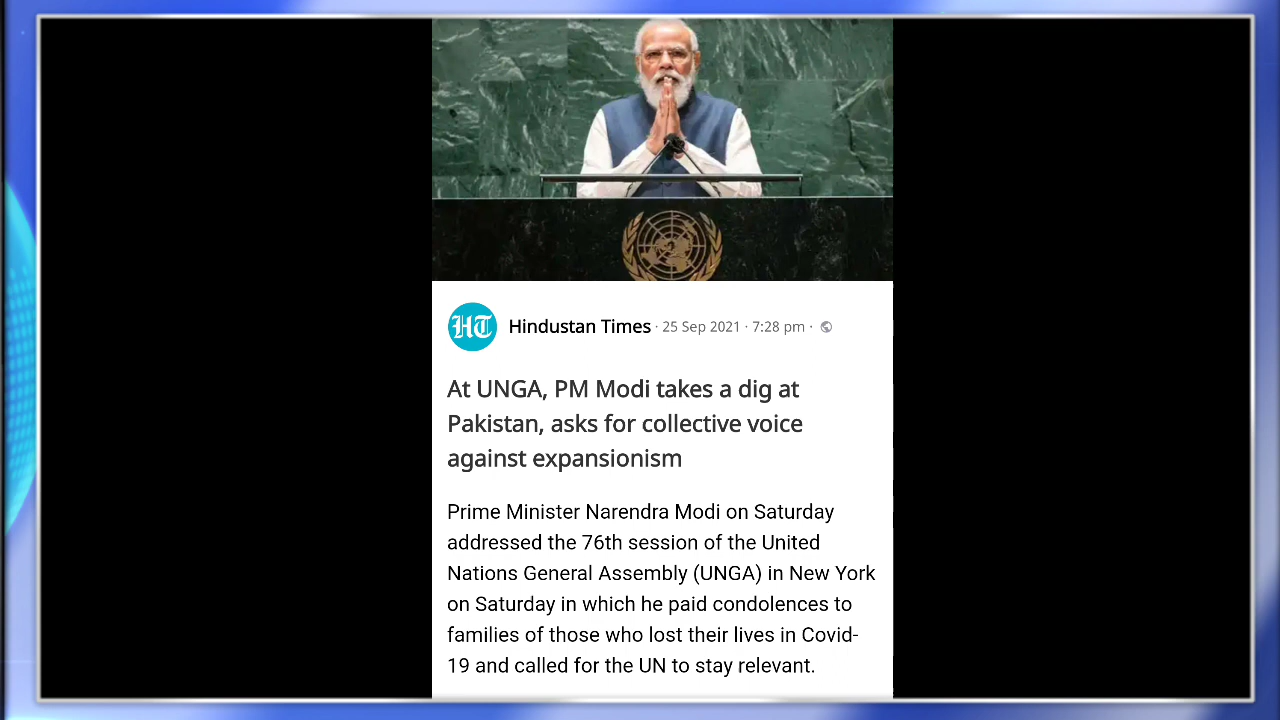 HT
Hindustan Times · 25 Sep 2021 · 7:28 pm ·
At UNGA, PM Modi takes a dig at
Pakistan, asks for collective voice
against expansionism
Prime Minister Narendra Modi on Saturday
addressed the 76th session of the United
Nations General Assembly (UNGA) in New York
on Saturday in which he paid condolences to
families of those who lost their lives in Covid-
19 and called for the UN to stay relevant.